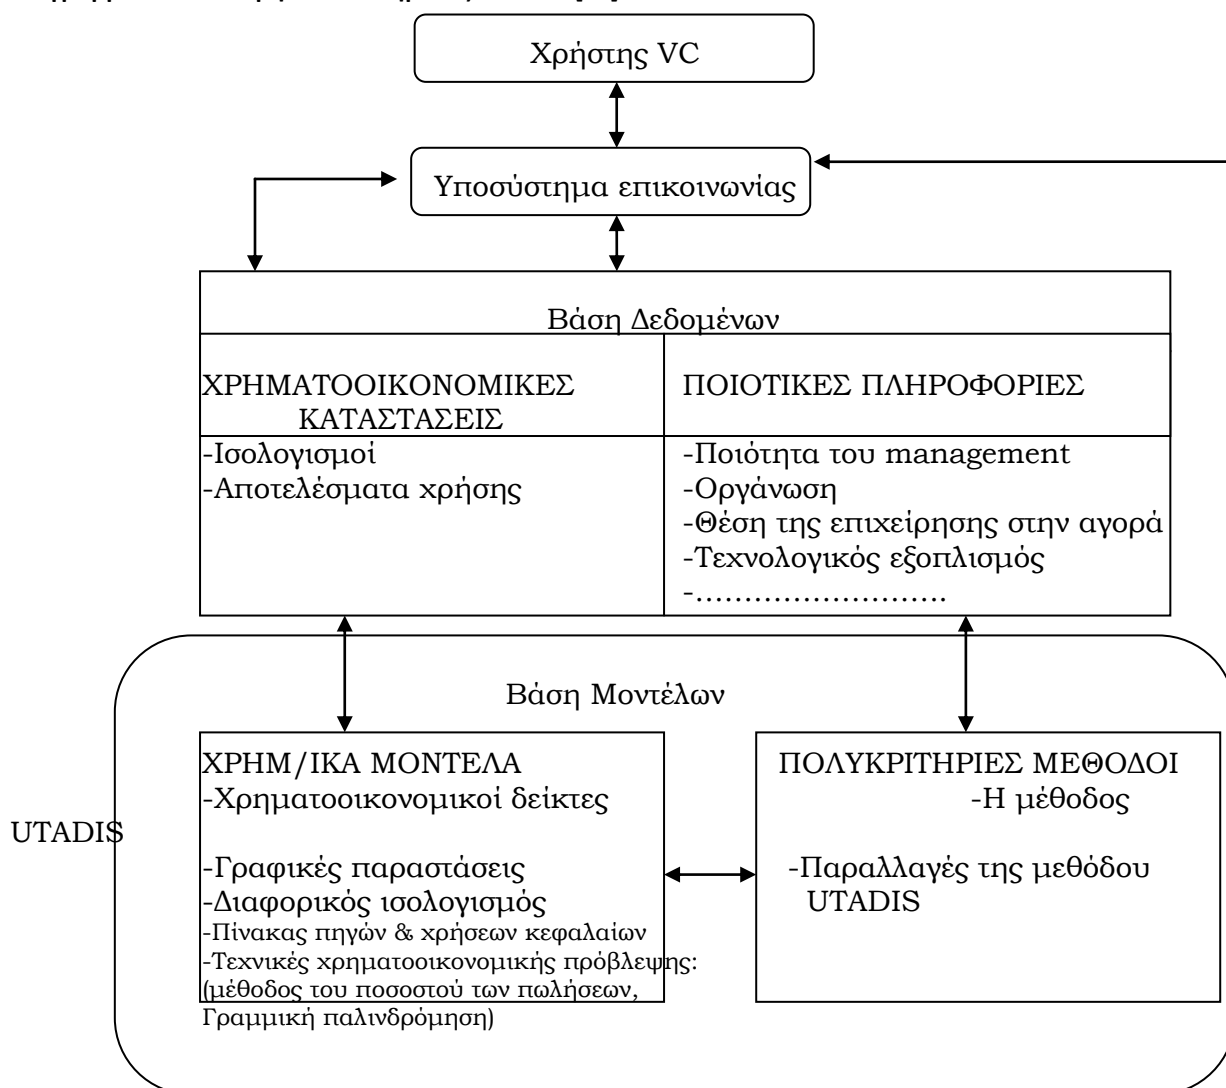 Χρήστης VC
Υποσύστημα επικοινωνίας
Βάση Δεδομένων
ΧΡΗΜΑΤΟΟΙΚΟΝΟΜΙΚΕΣ
ΚΑΤΑΣΤΑΣΕΙΣ
-Ισολογισμοί
-Αποτελέσματα χρήσης
ΠΟΙΟΤΙΚΕΣ ΠΛΗΡΟΦΟΡΙΕΣ
-Ποιότητα του management
-Οργάνωση
-Θέση της επιχείρησης στην αγορά
-Τεχνολογικός εξοπλισμός
-..........................
Βάση Μοντέλων
ΧΡΗΜ/ΙΚΑ ΜΟΝΤΕΛΑ
-Χρηματοοικονομικοί δείκτες
-Γραφικές παραστάσεις
-Διαφορικός ισολογισμός
-Πίνακας πηγών & χρήσεων κεφαλαίων
-Τεχνικές χρηματοοικονομικής πρόβλεψης:
(μέθοδος του ποσοστού των πωλήσεων,
Γραμμική παλινδρόμηση)
ΠΟΛΥΚΡΙΤΗΡΙΕΣ ΜΕΘΟΔΟΙ
-Η μέθοδος
UTADIS
-Παραλλαγές της μεθόδου
UTADIS